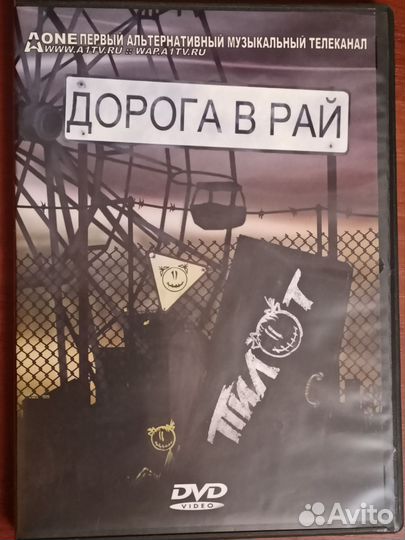 AONE ПЕРВЫЙ АЛЬТЕРНАТИВНЫЙ МУЗЫКАЛЬНЫЙ ТЕЛЕКАНАЛ
WWW.A1TV.RU :: WAP.A1TV.RU
ДОРОГА В РАЙ
ПИЛОТ
DVD
VIDEO
Avito